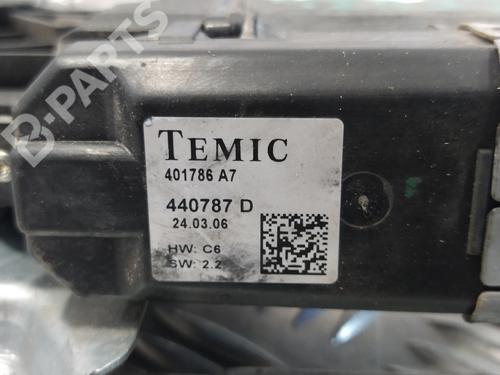 B-PARTS
TEMIC
401786 A7
440787 D
24.03.06
HW: C6
SW: 2.2